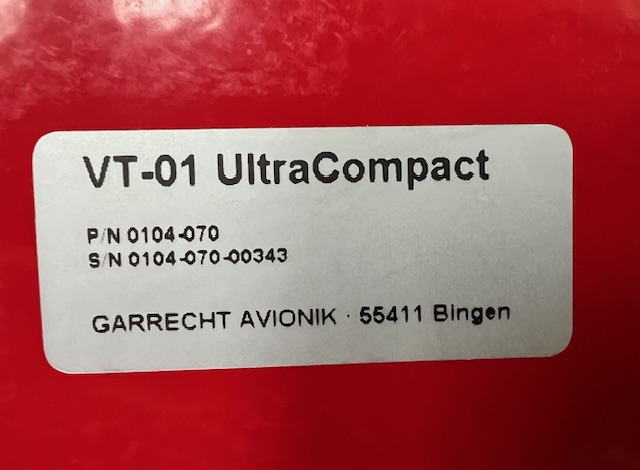 VT-01 UltraCompact
P/N 0104-070
S/N 0104-070-00343
GARRECHT AVIONIK · 55411 Bingen